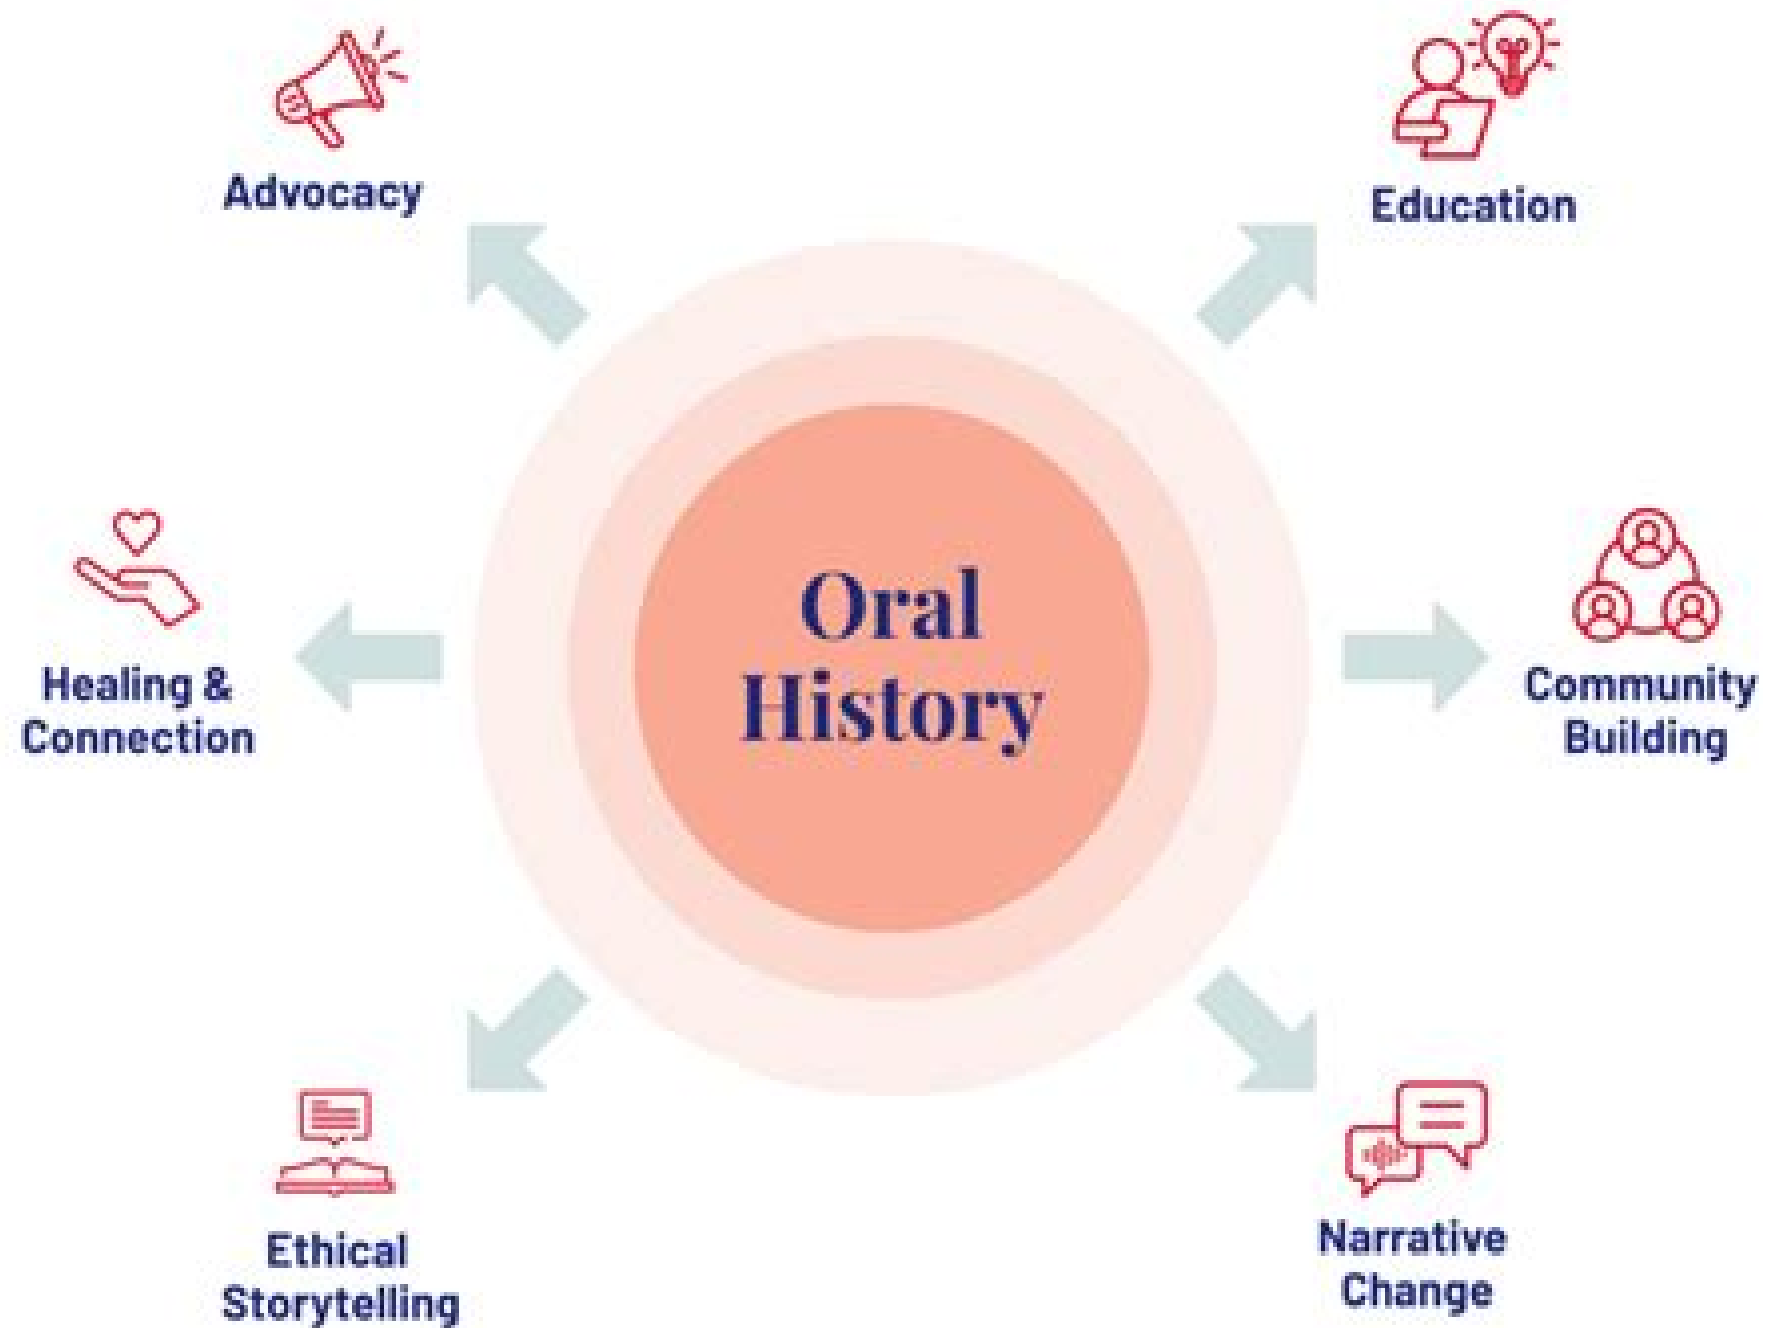 Advocacy
Education
Healing &
Connection
Oral
History
Community
Building
Ethical
Storytelling
Narrative
Change